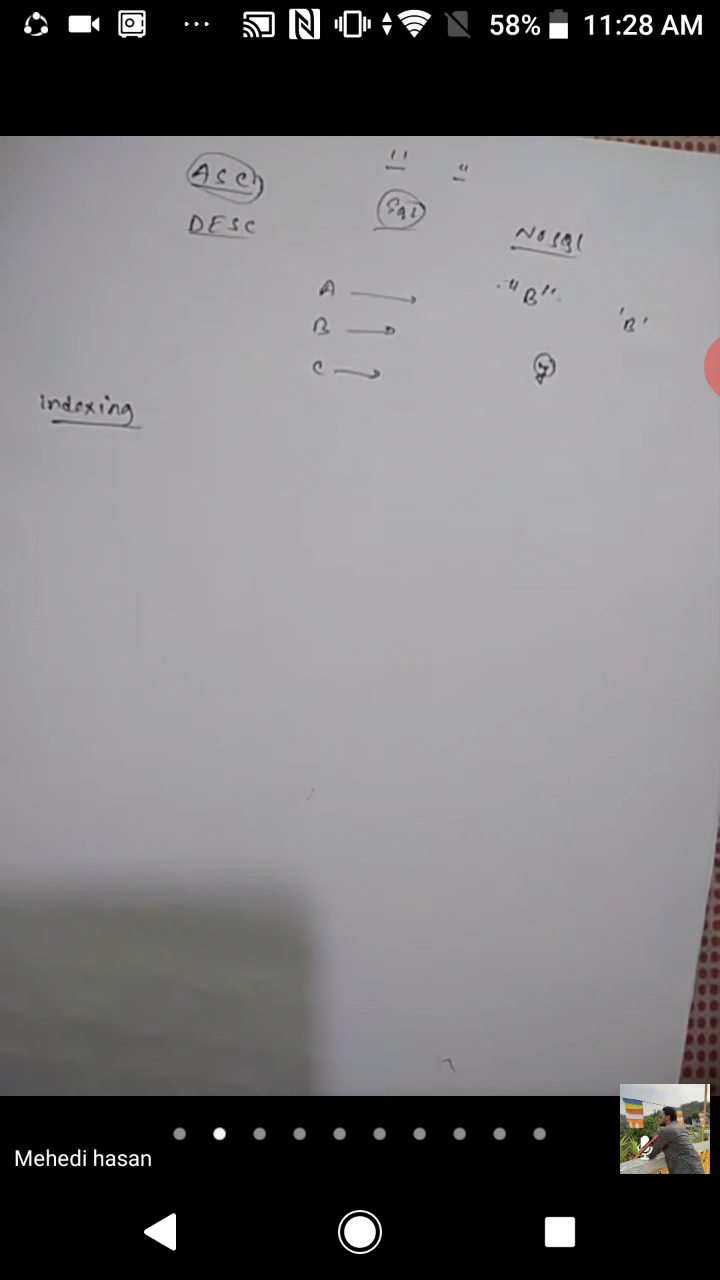 58% 11:28 AM
ASC
DESC
" "
Sql
NOSql
A → "B"
B → 'B'
C →
indexing
Mehedi hasan